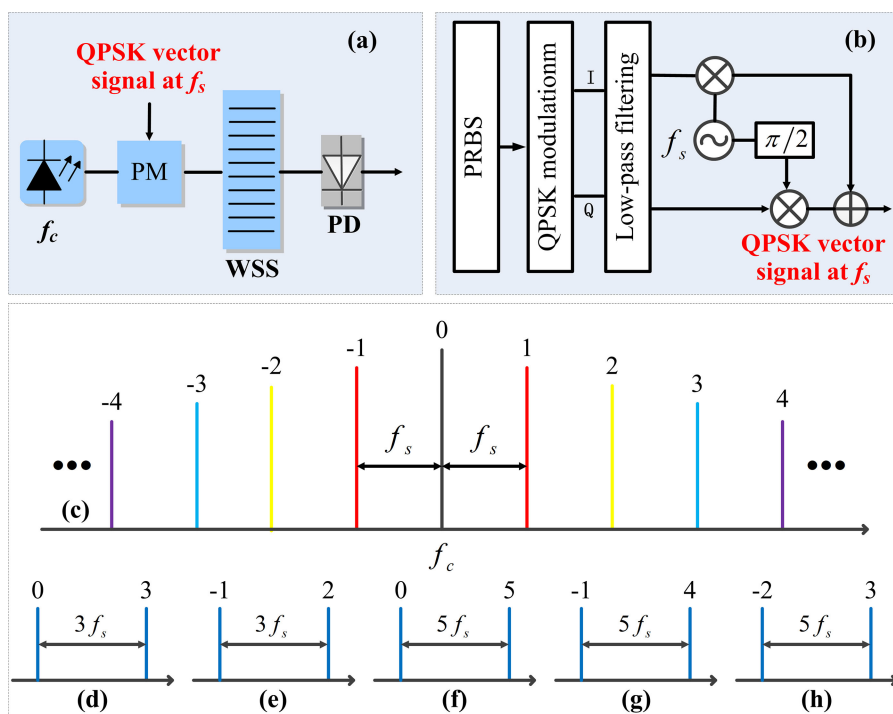 (a)
QPSK vector
signal at fs
PM
fc
WSS
PD
(b)
PRBS
QPSK modulationm
I
Q
Low-pass filtering
fs
π/2
QPSK vector
signal at fs
-4
-3
-2
-1
0
1
2
3
4
fs
fs
(c)
fc
0
3
3fs
(d)
-1
2
3fs
(e)
0
5
5fs
(f)
-1
4
5fs
(g)
-2
3
5fs
(h)